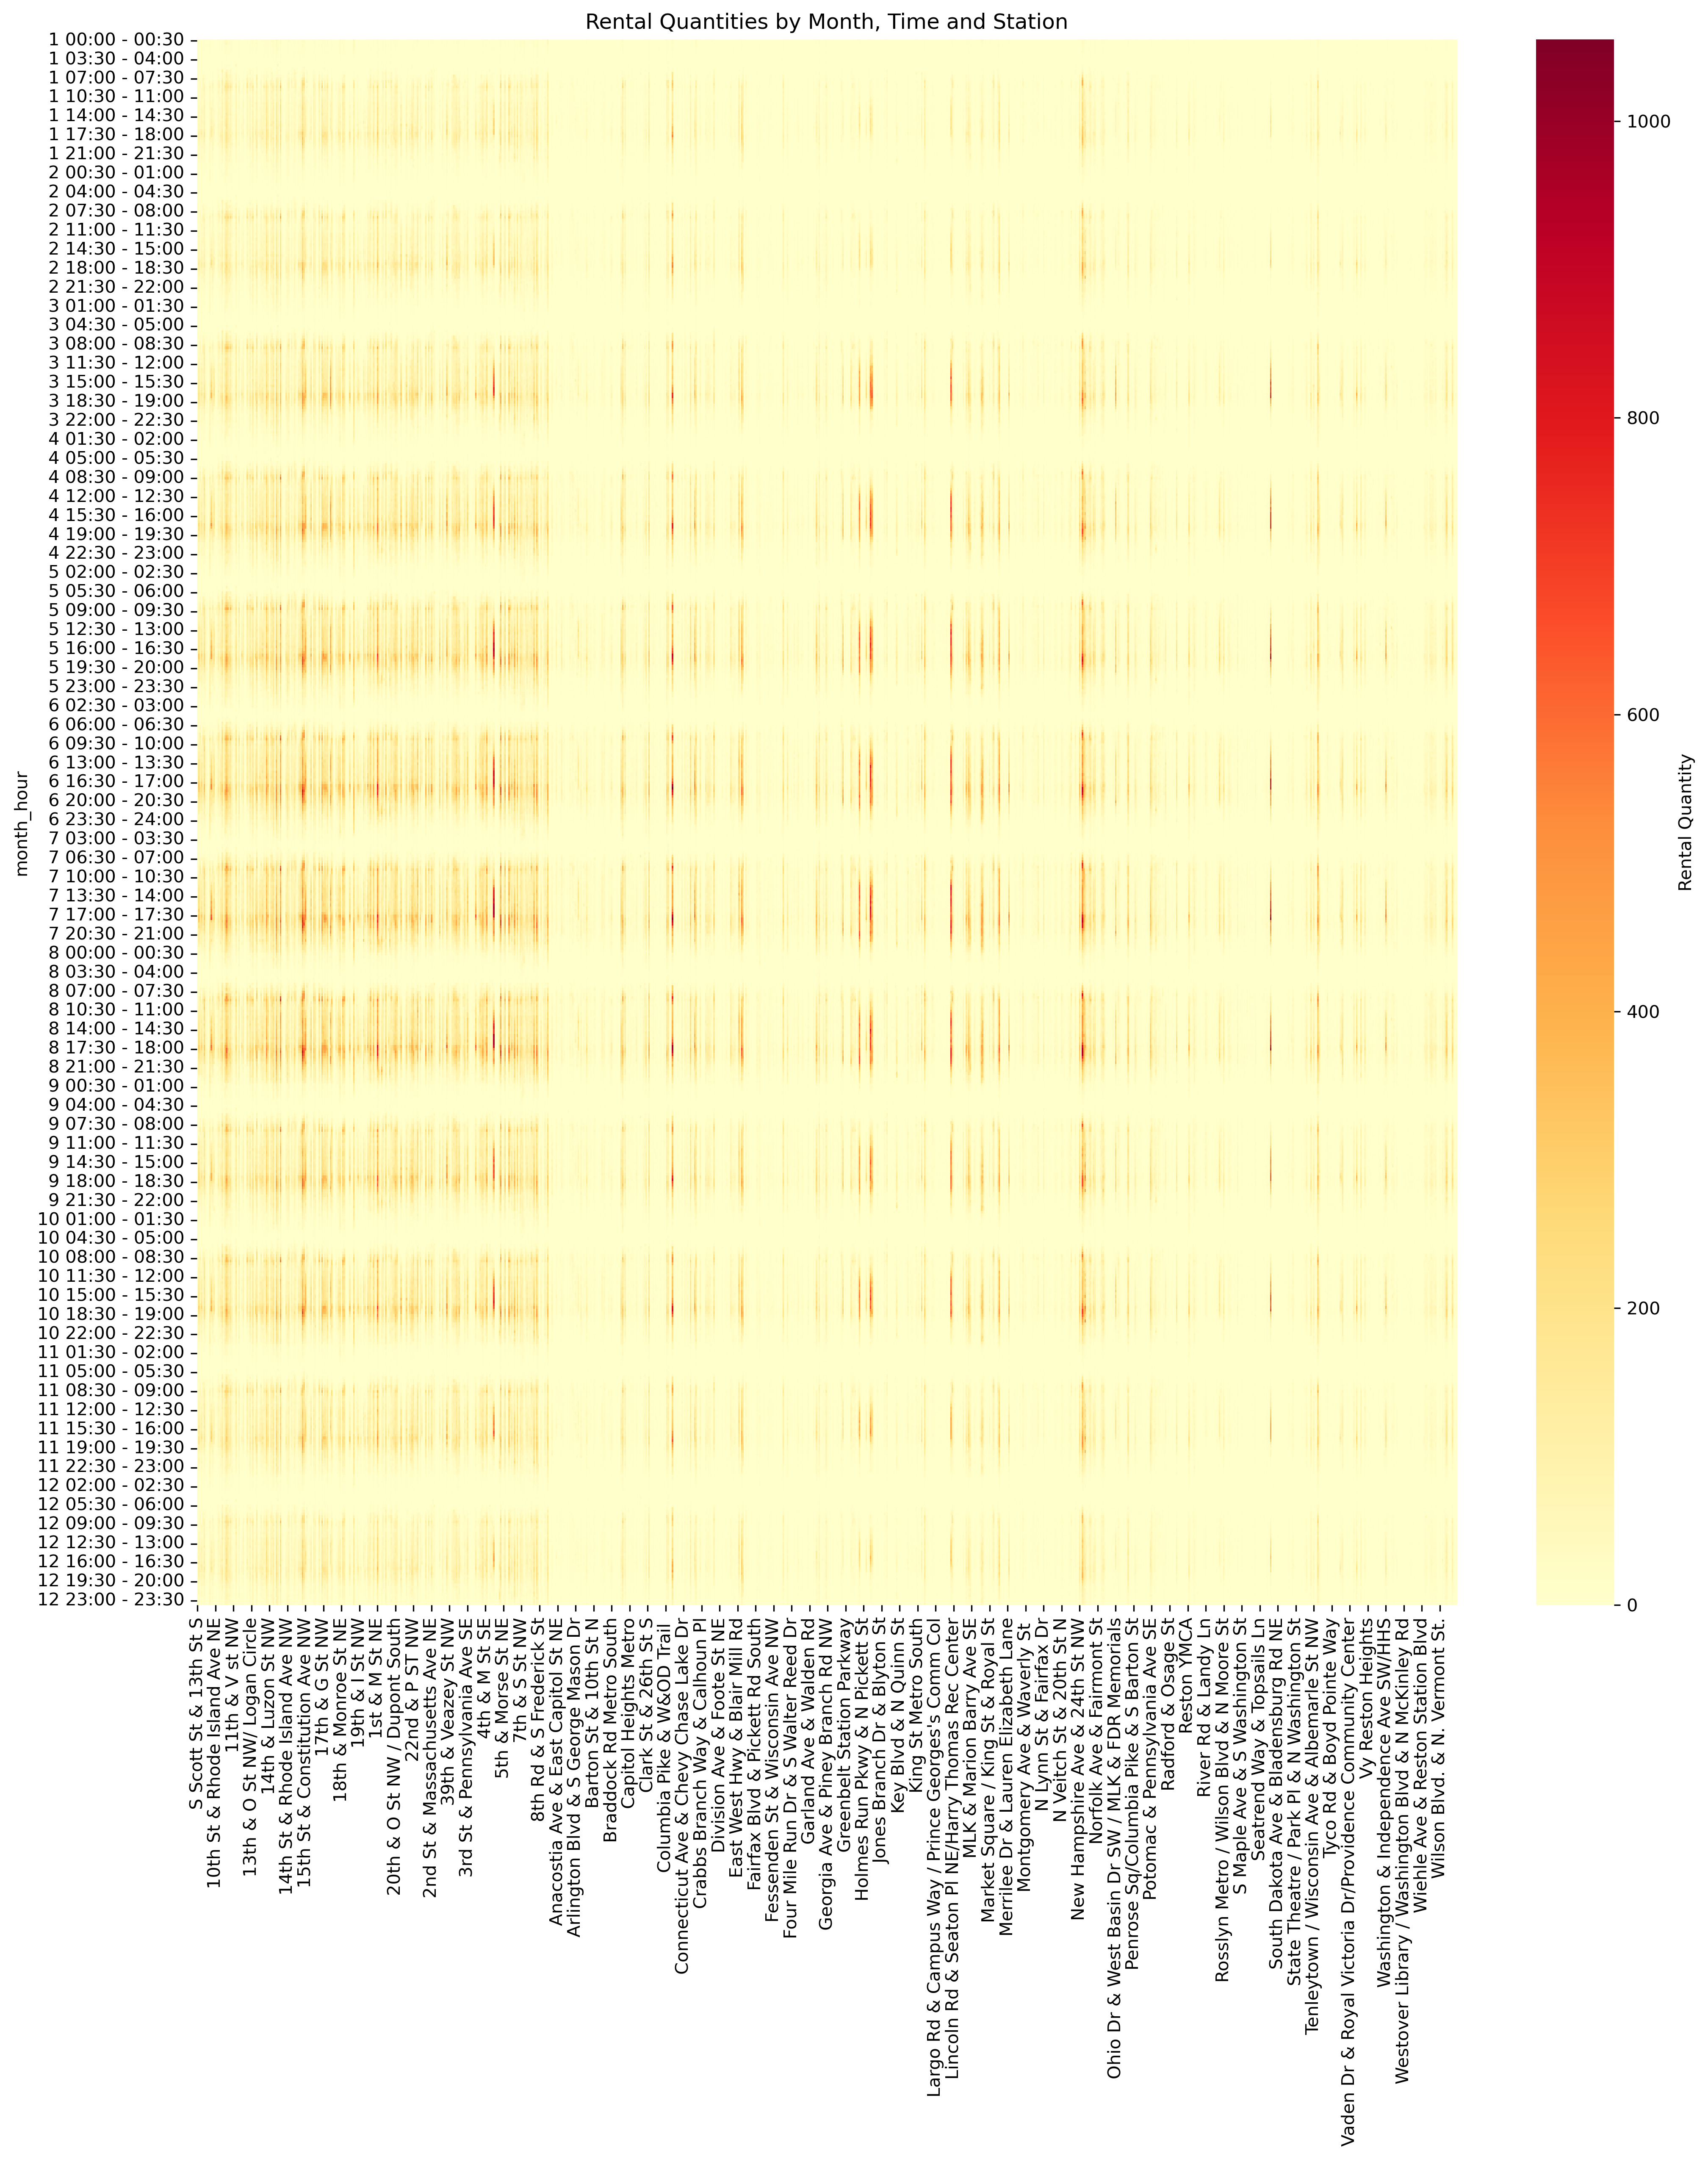 Rental Quantities by Month, Time and Station
month_hour
1 00:00 - 00:30
1 03:30 - 04:00
1 07:00 - 07:30
1 10:30 - 11:00
1 14:00 - 14:30
1 17:30 - 18:00
1 21:00 - 21:30
2 00:30 - 01:00
2 04:00 - 04:30
2 07:30 - 08:00
2 11:00 - 11:30
2 14:30 - 15:00
2 18:00 - 18:30
2 21:30 - 22:00
3 01:00 - 01:30
3 04:30 - 05:00
3 08:00 - 08:30
3 11:30 - 12:00
3 15:00 - 15:30
3 18:30 - 19:00
3 22:00 - 22:30
4 01:30 - 02:00
4 05:00 - 05:30
4 08:30 - 09:00
4 12:00 - 12:30
4 15:30 - 16:00
4 19:00 - 19:30
4 22:30 - 23:00
5 02:00 - 02:30
5 05:30 - 06:00
5 09:00 - 09:30
5 12:30 - 13:00
5 16:00 - 16:30
5 19:30 - 20:00
5 23:00 - 23:30
6 02:30 - 03:00
6 06:00 - 06:30
6 09:30 - 10:00
6 13:00 - 13:30
6 16:30 - 17:00
6 20:00 - 20:30
6 23:30 - 24:00
7 03:00 - 03:30
7 06:30 - 07:00
7 10:00 - 10:30
7 13:30 - 14:00
7 17:00 - 17:30
7 20:30 - 21:00
8 00:00 - 00:30
8 03:30 - 04:00
8 07:00 - 07:30
8 10:30 - 11:00
8 14:00 - 14:30
8 17:30 - 18:00
8 21:00 - 21:30
9 00:30 - 01:00
9 04:00 - 04:30
9 07:30 - 08:00
9 11:00 - 11:30
9 14:30 - 15:00
9 18:00 - 18:30
9 21:30 - 22:00
10 01:00 - 01:30
10 04:30 - 05:00
10 08:00 - 08:30
10 11:30 - 12:00
10 15:00 - 15:30
10 18:30 - 19:00
10 22:00 - 22:30
11 01:30 - 02:00
11 05:00 - 05:30
11 08:30 - 09:00
11 12:00 - 12:30
11 15:30 - 16:00
11 19:00 - 19:30
11 22:30 - 23:00
12 02:00 - 02:30
12 05:30 - 06:00
12 09:00 - 09:30
12 12:30 - 13:00
12 16:00 - 16:30
12 19:30 - 20:00
12 23:00 - 23:30
S Scott St & 13th St S
10th St & Rhode Island Ave NE
11th & V st NW
13th & O St NW/ Logan Circle
14th & Luzon St NW
14th St & Rhode Island Ave NW
15th St & Constitution Ave NW
17th & G St NW
18th & Monroe St NE
19th & I St NW
1st & M St NE
20th & O St NW / Dupont South
22nd & P ST NW
2nd St & Massachusetts Ave NE
39th & Veazey St NW
3rd St & Pennsylvania Ave SE
4th & M St SE
5th & Morse St NE
7th & S St NW
8th Rd & S Frederick St
Anacostia Ave & East Capitol St NE
Arlington Blvd & S George Mason Dr
Barton St & 10th St N
Braddock Rd Metro South
Capitol Heights Metro
Clark St & 26th St S
Columbia Pike & W&OD Trail
Connecticut Ave & Chevy Chase Lake Dr
Crabbs Branch Way & Calhoun Pl
Division Ave & Foote St NE
East West Hwy & Blair Mill Rd
Fairfax Blvd & Pickett Rd South
Fessenden St & Wisconsin Ave NW
Four Mile Run Dr & S Walter Reed Dr
Garland Ave & Walden Rd
Georgia Ave & Piney Branch Rd NW
Greenbelt Station Parkway
Holmes Run Pkwy & N Pickett St
Jones Branch Dr & Blyton St
Key Blvd & N Quinn St
King St Metro South
Largo Rd & Campus Way / Prince Georges's Comm Col
Lincoln Rd & Seaton Pl NE/Harry Thomas Rec Center
MLK & Marion Barry Ave SE
Market Square / King St & Royal St
Merrilee Dr & Lauren Elizabeth Lane
Montgomery Ave & Waverly St
N Lynn St & Fairfax Dr
N Veitch St & 20th St N
New Hampshire Ave & 24th St NW
Norfolk Ave & Fairmont St
Ohio Dr & West Basin Dr SW / MLK & FDR Memorials
Penrose Sq/Columbia Pike & S Barton St
Potomac & Pennsylvania Ave SE
Radford & Osage St
Reston YMCA
River Rd & Landy Ln
Rosslyn Metro / Wilson Blvd & N Moore St
S Maple Ave & S Washington St
Seatrend Way & Topsails Ln
South Dakota Ave & Bladensburg Rd NE
State Theatre / Park Pl & N Washington St
Tenleytown / Wisconsin Ave & Albemarle St NW
Tyco Rd & Boyd Pointe Way
Vaden Dr & Royal Victoria Dr/Providence Community Center
Vy Reston Heights
Washington & Independence Ave SW/HHS
Westover Library / Washington Blvd & N McKinley Rd
Wiehle Ave & Reston Station Blvd
Wilson Blvd. & N. Vermont St.
1000
800
600
400
200
0
Rental Quantity